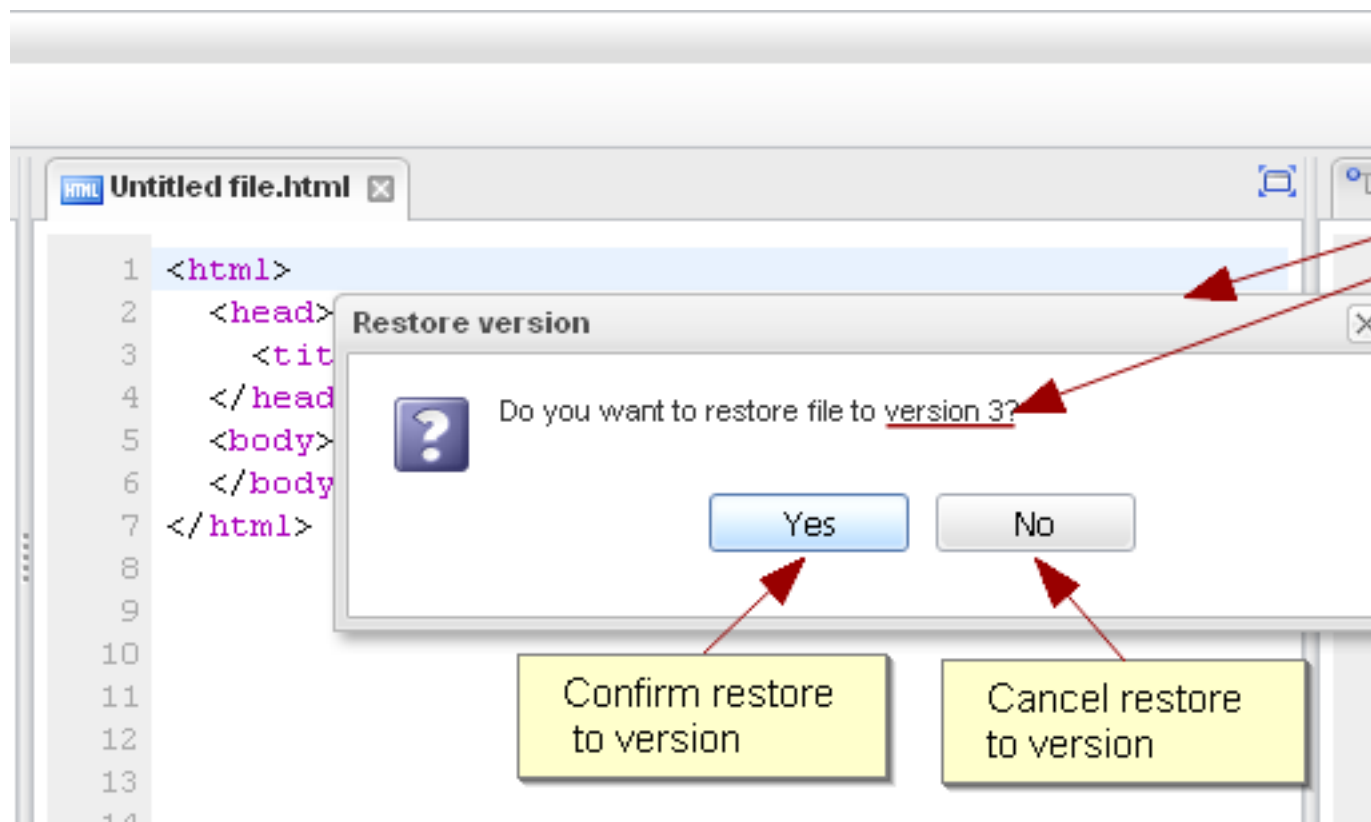 HTML Untitled file.html
1 <html>
2 <head>
3 <tit
4 </head
5 <body>
6 </body
7 </html>
8
9
10
11
12
13
14
Restore version
Do you want to restore file to version 3?
Yes No
Confirm restore
to version
Cancel restore
to version